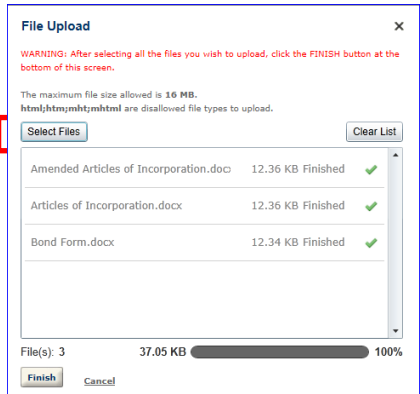 File Upload ×
WARNING: After selecting all the files you wish to upload, click the FINISH button at the
bottom of this screen.
The maximum file size allowed is 16 MB.
html;htm;mht;mhtml are disallowed file types to upload.
Select Files Clear List
Amended Articles of Incorporation.doc 12.36 KB Finished
Articles of Incorporation.docx 12.36 KB Finished
Bond Form.docx 12.34 KB Finished
File(s): 3 37.05 KB 100%
Finish Cancel